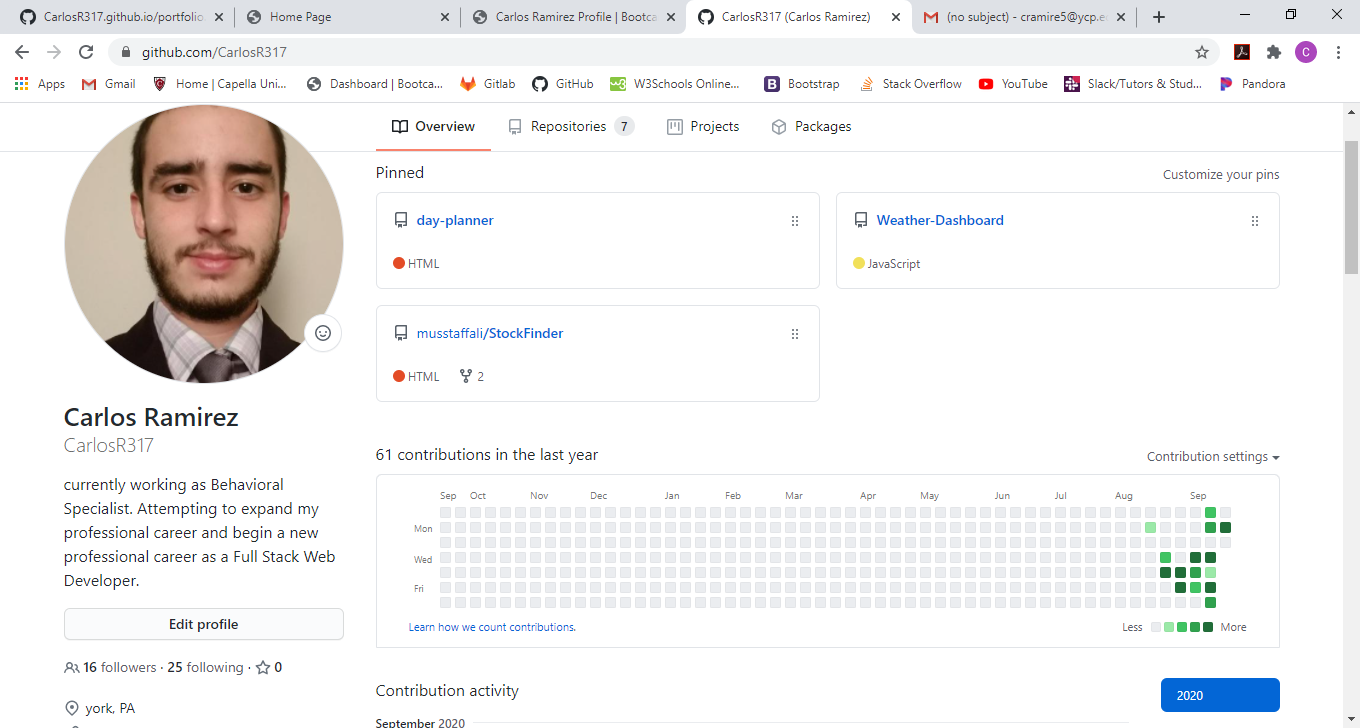 CarlosR317.github.io/portfolio
Home Page
Carlos Ramirez Profile | Bootca
CarlosR317 (Carlos Ramirez)
(no subject) - cramire5@ycp.e
github.com/CarlosR317
C
Apps
Gmail
Home | Capella Uni...
Dashboard | Bootca...
Gitlab
GitHub
W3Schools Online...
Bootstrap
Stack Overflow
YouTube
Slack/Tutors & Stud...
Pandora
Overview
Repositories 7
Projects
Packages
Pinned
Customize your pins
day-planner
HTML
Weather-Dashboard
JavaScript
musstaffali/StockFinder
HTML 2
Carlos Ramirez
CarlosR317
currently working as Behavioral
Specialist. Attempting to expand my
professional career and begin a new
professional career as a Full Stack Web
Developer.
Edit profile
16 followers · 25 following · 0
york, PA
61 contributions in the last year
Contribution settings
Sep Oct Nov Dec Jan Feb Mar Apr May Jun Jul Aug Sep
Mon
Wed
Fri
Learn how we count contributions.
Less More
Contribution activity
2020
September 2020